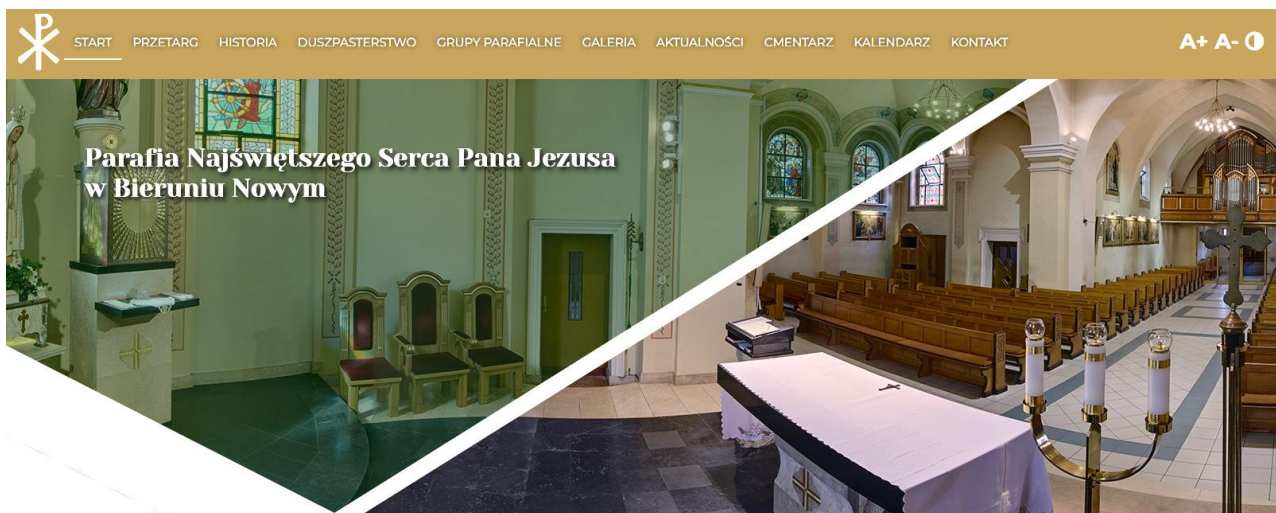 START PRZETARG HISTORIA DUSZPASTERSTWO GRUPY PARAFIALNE GALERIA AKTUALNOŚCI CMENTARZ KALENDARZ KONTAKT A+ A-
Parafia Najświętszego Serca Pana Jezusa
w Bieruniu Nowym